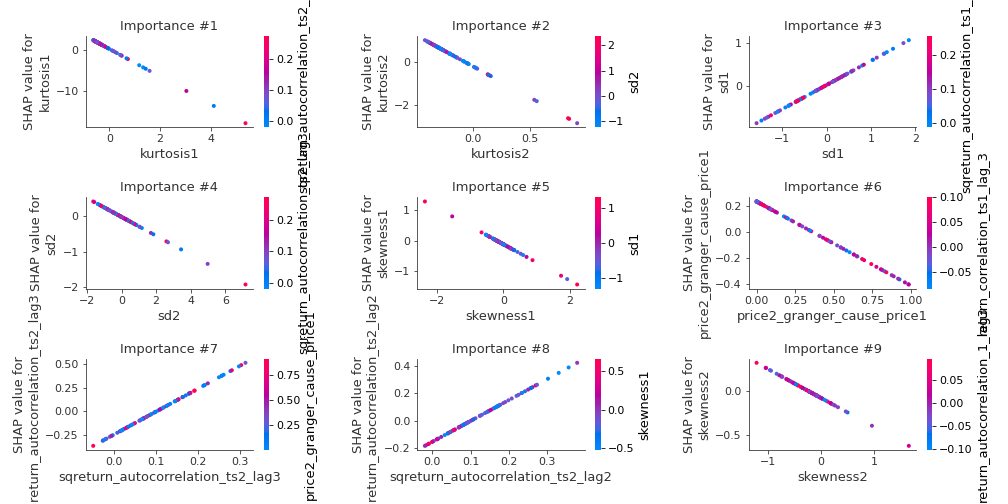 Importance #1
SHAP value for
kurtosis1
0
−10
0
2
4
kurtosis1
0.2
0.1
0.0
Importance #2
SHAP value for
kurtosis2
0
−2
0.0
0.5
kurtosis2
2
1
0
−1
sd2
Importance #3
SHAP value for
sd1
1
0
−1
0
1
2
sd1
0.2
0.1
0.0
Importance #4
SHAP value for
sd2
0
−1
−2
−2
0
2
4
6
sd2
0.2
0.1
0.0
Importance #5
SHAP value for
skewness1
1
0
−1
−2
0
2
skewness1
1
0
−1
sd1
Importance #6
SHAP value for
price2_granger_cause_price1
0.2
0.0
−0.2
−0.4
0.00
0.25
0.50
0.75
1.00
price2_granger_cause_price1
0.10
0.05
0.00
−0.05
Importance #7
SHAP value for
return_autocorrelation_ts2_lag3
0.50
0.25
0.00
−0.25
0.0
0.1
0.2
0.3
sqreturn_autocorrelation_ts2_lag3
0.75
0.50
0.25
price2_granger_cause_price1
Importance #8
SHAP value for
return_autocorrelation_ts2_lag2
0.4
0.2
0.0
−0.2
0.0
0.1
0.2
0.3
sqreturn_autocorrelation_ts2_lag2
0.5
0.0
−0.5
skewness1
Importance #9
SHAP value for
skewness2
0.0
−0.5
−1
0
1
skewness2
0.05
0.00
−0.05
−0.10